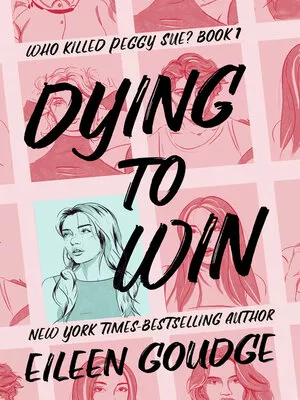 WHO KILLED PEGGY SUE? BOOK 1
DYING
TO
WIN
NEW YORK TIMES-BESTSELLING AUTHOR
EILEEN GOUDGE